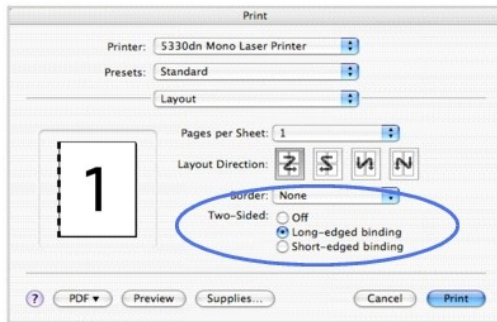 Print
Printer: 5330dn Mono Laser Printer
Presets: Standard
Layout
Pages per Sheet: 1
Layout Direction:
1
Border: None
Two-Sided: Off
Long-edged binding
Short-edged binding
? PDF Preview Supplies... Cancel Print